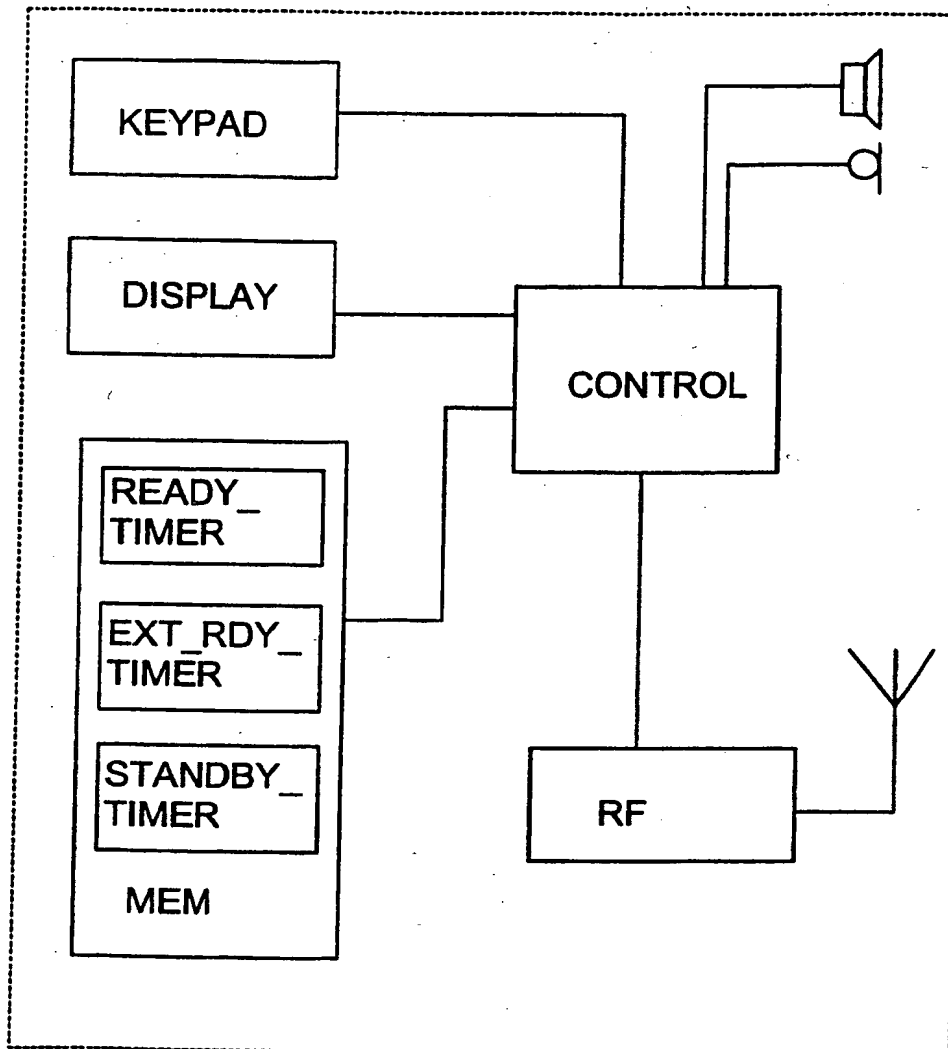 KEYPAD
DISPLAY
CONTROL
READY_
TIMER
EXT_RDY_
TIMER
STANDBY_
TIMER
MEM
RF